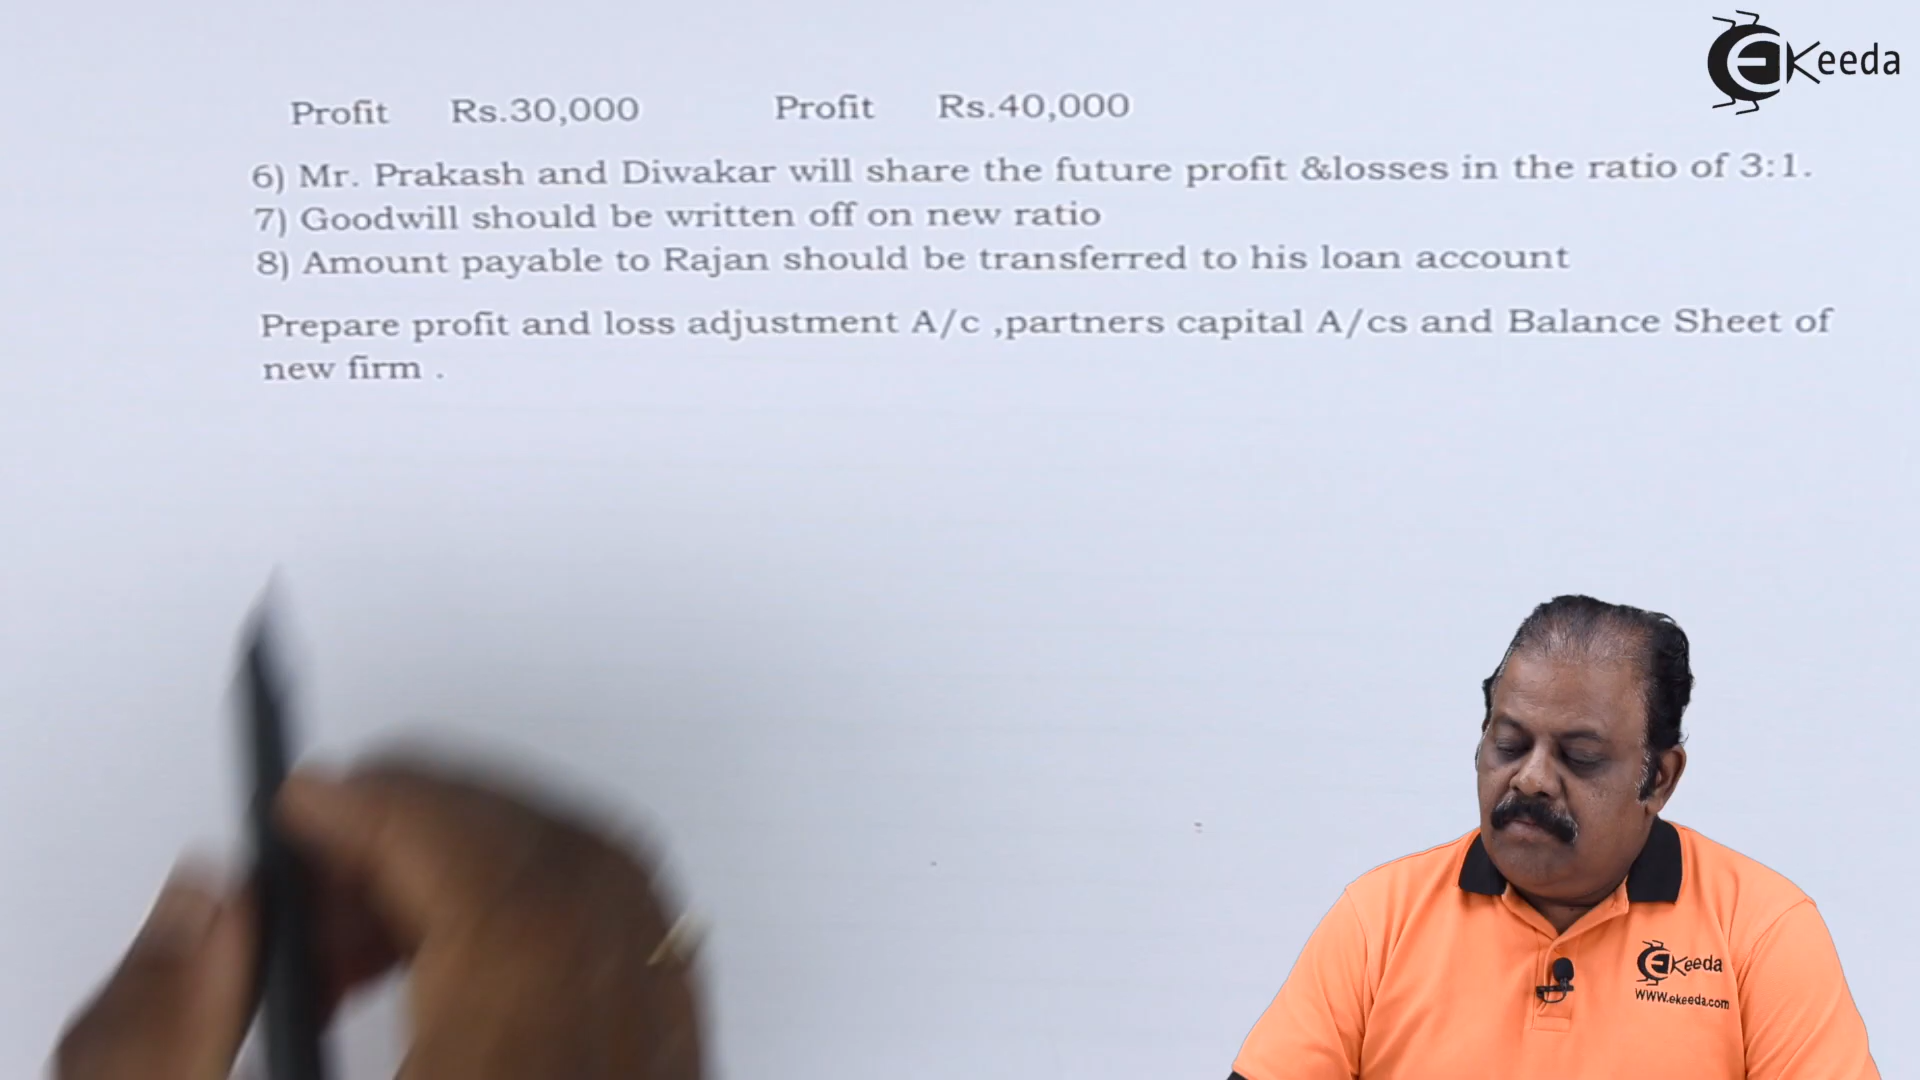 Keeda
Profit Rs.30,000 Profit Rs.40,000
6) Mr. Prakash and Diwakar will share the future profit &losses in the ratio of 3:1.
7) Goodwill should be written off on new ratio
8) Amount payable to Rajan should be transferred to his loan account
Prepare profit and loss adjustment A/c ,partners capital A/cs and Balance Sheet of
new firm .
Keeda
WWW.ekeeda.com